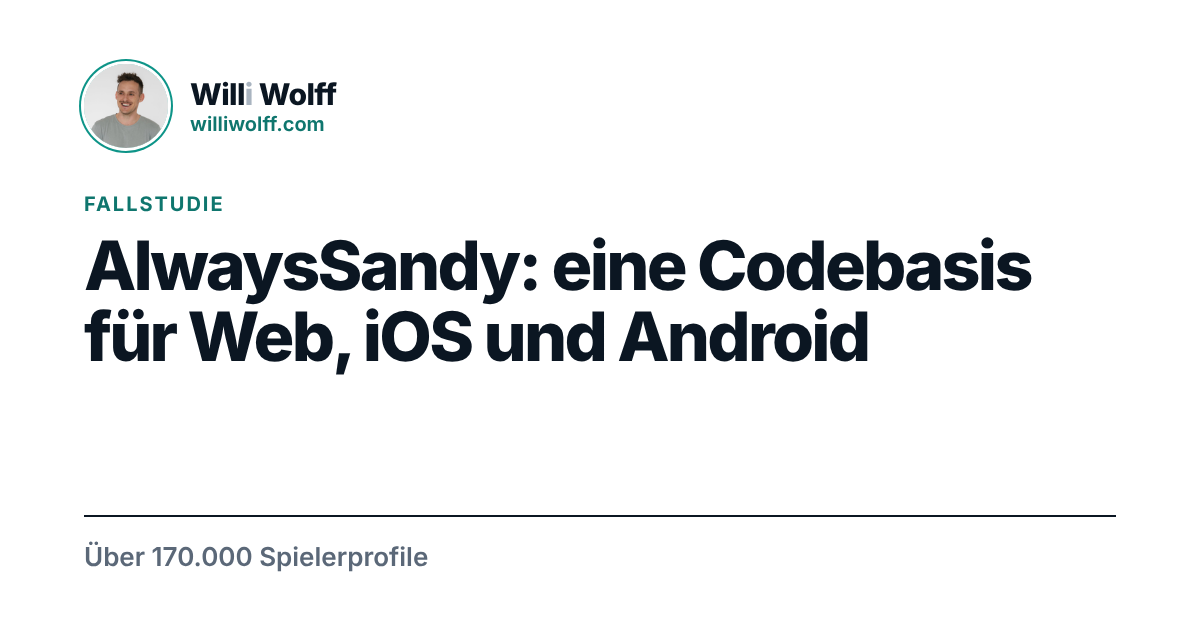 Willi Wolff
williwolff.com
FALLSTUDIE
AlwaysSandy: eine Codebasis
für Web, iOS und Android
Über 170.000 Spielerprofile